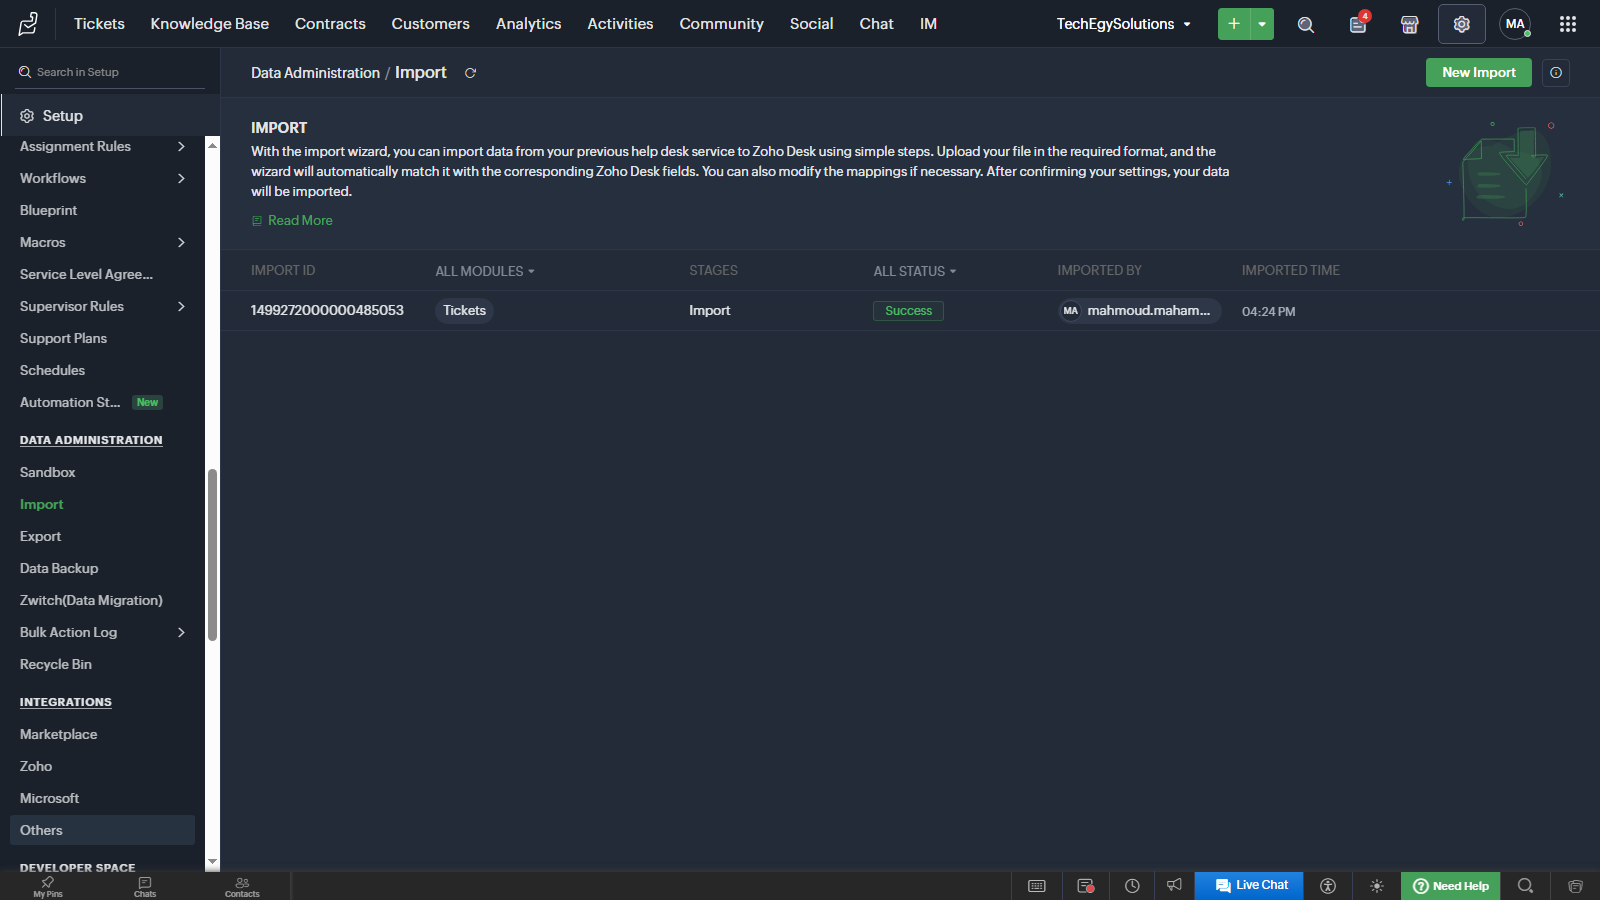 Tickets Knowledge Base Contracts Customers Analytics Activities Community Social Chat IM TechEgySolutions 4 MA
Search in Setup
Setup
Assignment Rules
Workflows
Blueprint
Macros
Service Level Agree...
Supervisor Rules
Support Plans
Schedules
Automation St... New
DATA ADMINISTRATION
Sandbox
Import
Export
Data Backup
Zwitch(Data Migration)
Bulk Action Log
Recycle Bin
INTEGRATIONS
Marketplace
Zoho
Microsoft
Others
DEVELOPER SPACE
Data Administration / Import
New Import
IMPORT
With the import wizard, you can import data from your previous help desk service to Zoho Desk using simple steps. Upload your file in the required format, and the
wizard will automatically match it with the corresponding Zoho Desk fields. You can also modify the mappings if necessary. After confirming your settings, your data
will be imported.
Read More
IMPORT ID ALL MODULES STAGES ALL STATUS IMPORTED BY IMPORTED TIME
1499272000000485053 Tickets Import Success MA mahmoud.maham... 04:24 PM
My Pins Chats Contacts Live Chat Need Help